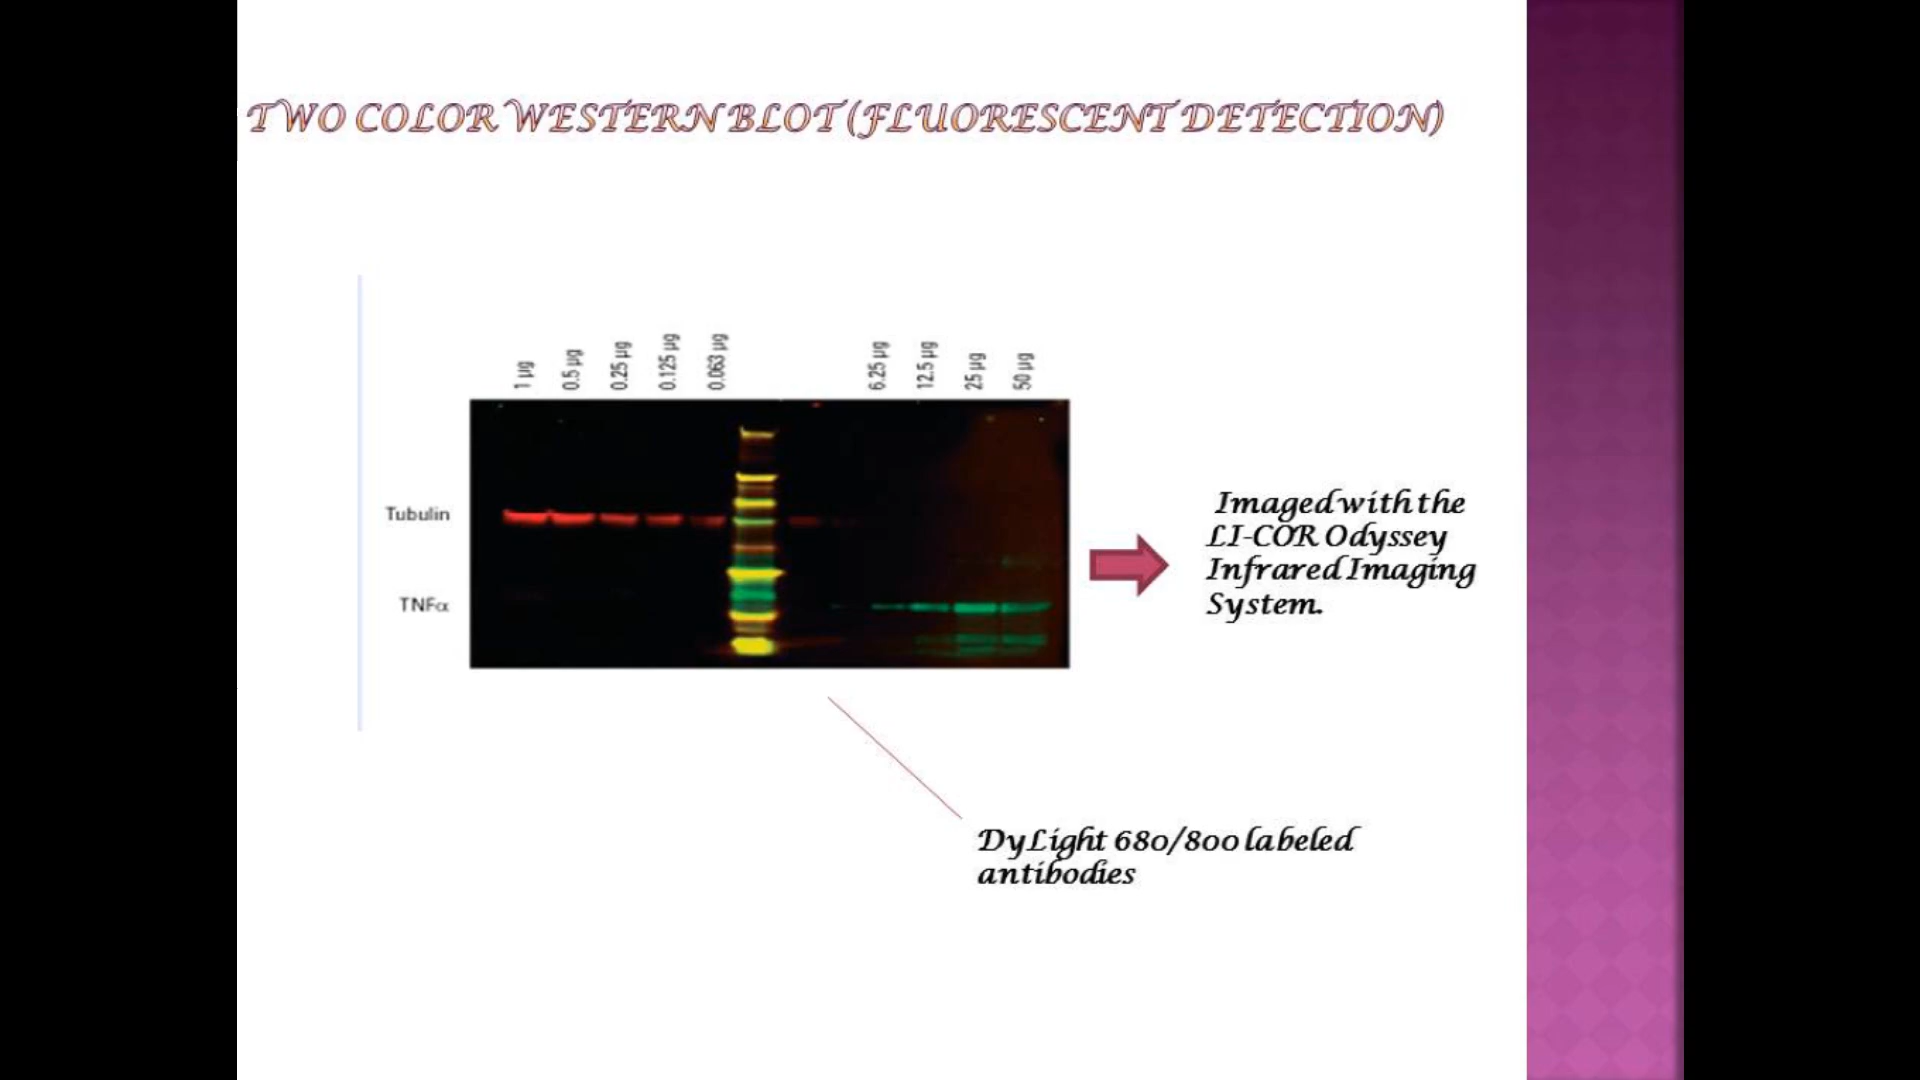 TWO COLOR WESTERN BLOT (FLUORESCENT DETECTION)
1 µg
0.5 µg
0.25 µg
0.125 µg
0.063 µg
6.25 µg
12.5 µg
25 µg
50 µg
Tubulin
TNFα
Imaged with the
LI-COR Odyssey
Infrared Imaging
System.
DyLight 680/800 labeled
antibodies